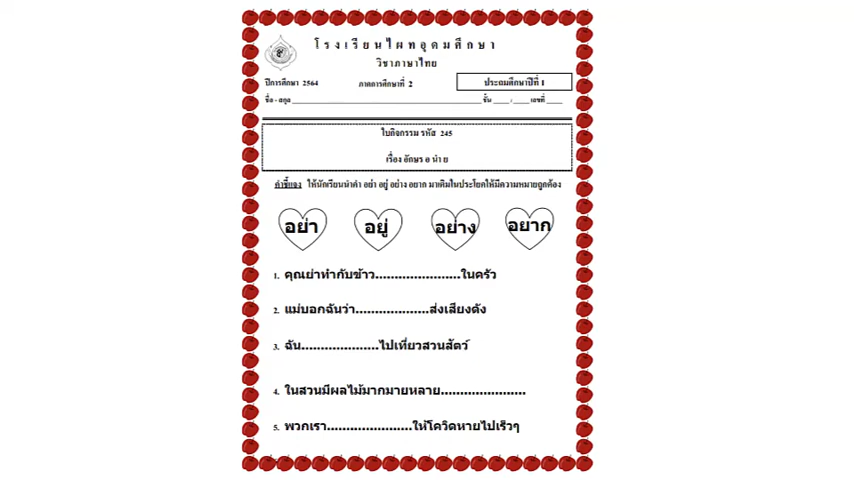 โรงเรียนไผทอุดมศึกษา
วิชาภาษาไทย
ปีการศึกษา 2564 ภาคการศึกษาที่ 2 ประถมศึกษาปีที่ 1
ชื่อ - สกุล ______ ชั้น ____ / ____ เลขที่ ____
ใบกิจกรรม รหัส 245
เรื่อง อักษร อ นำ ย
คำชี้แจง ให้นักเรียนนำคำ อย่า อยู่ อย่าง อยาก มาเติมในประโยคให้มีความหมายถูกต้อง
อย่า อยู่ อย่าง อยาก
1. คุณย่าทำกับข้าว......................ในครัว
2. แม่บอกฉันว่า...................ส่งเสียงดัง
3. ฉัน....................ไปเที่ยวสวนสัตว์
4. ในสวนมีผลไม้มากมายหลาย......................
5. พวกเรา......................ให้โควิดหายไปเร็วๆ